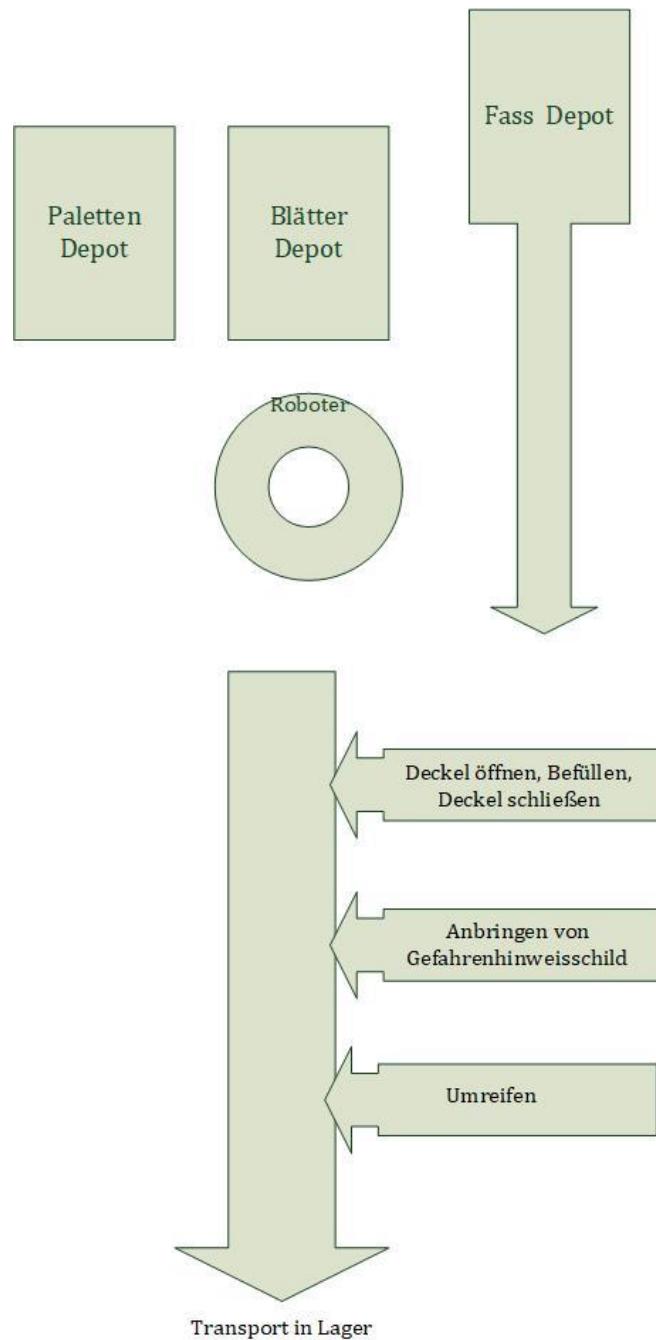 Fass Depot
Paletten
Depot
Blätter
Depot
Roboter
Deckel öffnen, Befüllen,
Deckel schließen
Anbringen von
Gefahrenhinweisschild
Umreifen
Transport in Lager